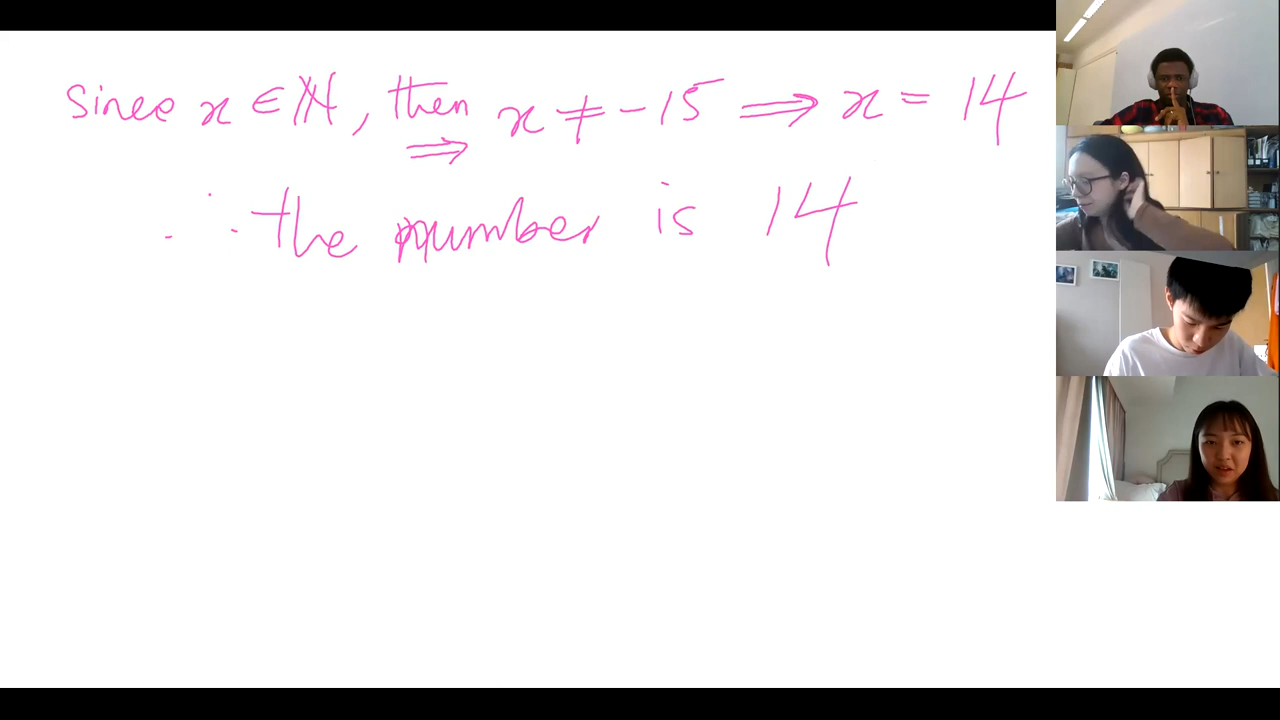 Since x ∈ ℕ, then x ≠ -15 ⟹ x = 14
⟹
∴ the number is 14